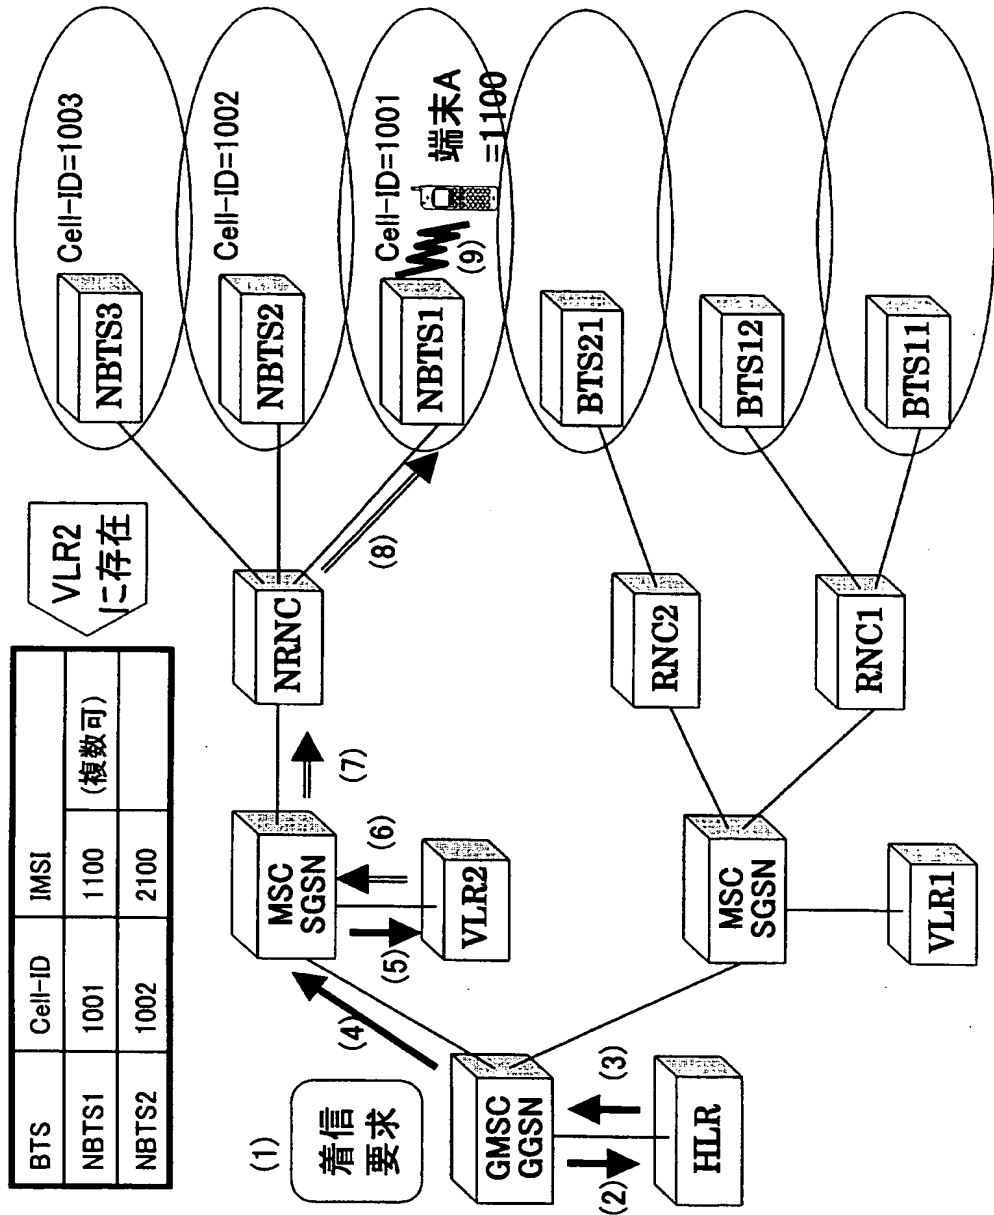 BTS Cell-ID IMSI
NBTS1 1001 1100 (複数可)
NBTS2 1002 2100
VLR2
に存在
(1)
着信
要求
GMSC
GGSN
(2)
(3)
HLR
(4)
MSC
SGSN
(5)
(6)
VLR2
(7)
NRNC
(8)
NBTS3
Cell-ID=1003
NBTS2
Cell-ID=1002
NBTS1
Cell-ID=1001
(9)
端末A
=1100
MSC
SGSN
VLR1
RNC2
RNC1
BTS21
BTS12
BTS11